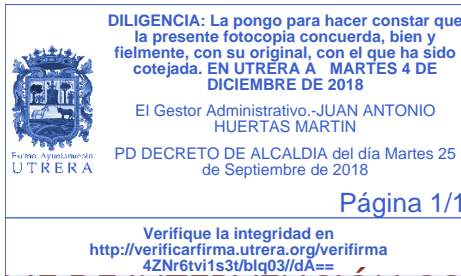 DILIGENCIA: La pongo para hacer constar que
la presente fotocopia concuerda, bien y
fielmente, con su original, con el que ha sido
cotejada. EN UTRERA A MARTES 4 DE
DICIEMBRE DE 2018
El Gestor Administrativo.-JUAN ANTONIO
HUERTAS MARTIN
PD DECRETO DE ALCALDIA del día Martes 25
de Septiembre de 2018
Excmo. Ayuntamiento
UTRERA
Página 1/1
Verifique la integridad en
http://verificarfirma.utrera.org/verifirma
4ZNr6tvi1s3t/blq03//dA==